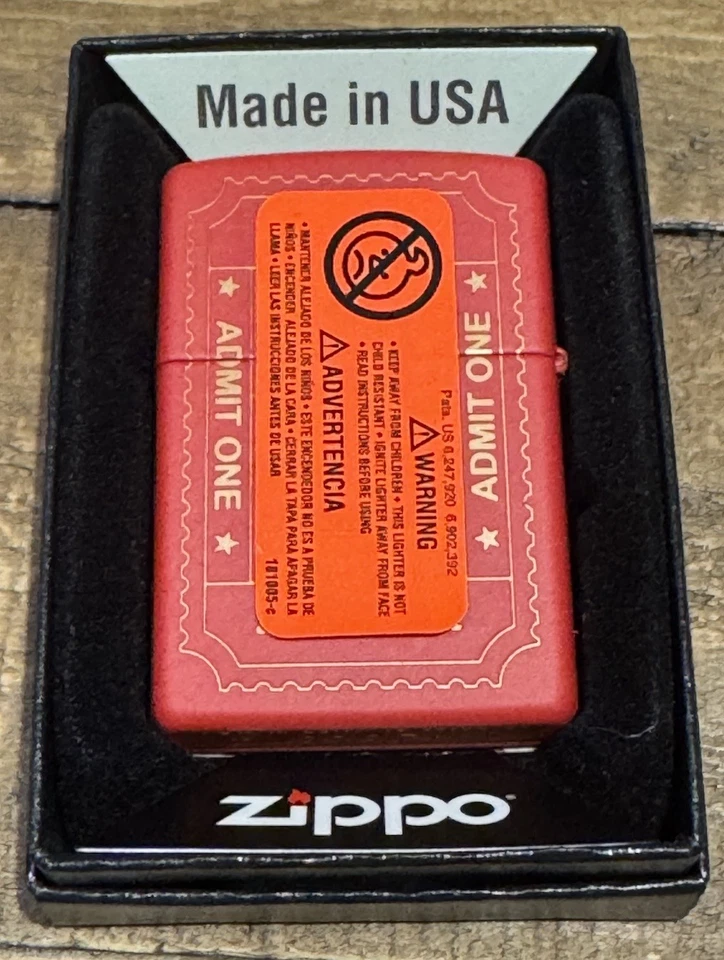 Made in USA
★ ADMIT ONE ★
Pats. US 6,247,920 6,902,392
⚠ WARNING
• KEEP AWAY FROM CHILDREN • THIS LIGHTER IS NOT
CHILD RESISTANT • IGNITE LIGHTER AWAY FROM FACE
• READ INSTRUCTIONS BEFORE USING
⚠ ADVERTENCIA
• MANTENER ALEJADO DE LOS NIÑOS • ESTE ENCENDEDOR NO ES A PRUEBA DE
NIÑOS • ENCENDER ALEJADO DE LA CARA • CERRAR LA TAPA PARA APAGAR LA
LLAMA • LEER LAS INSTRUCCIONES ANTES DE USAR
181005-c
★ ADMIT ONE ★
zippo